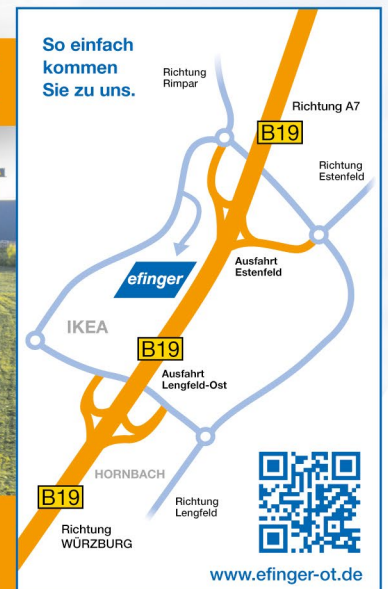 So einfach
kommen
Sie zu uns.
Richtung
Rimpar
Richtung A7
B19
Richtung
Estenfeld
Ausfahrt
Estenfeld
efinger
IKEA
B19
Ausfahrt
Lengfeld-Ost
HORNBACH
B19
Richtung
Lengfeld
Richtung
WÜRZBURG
www.efinger-ot.de